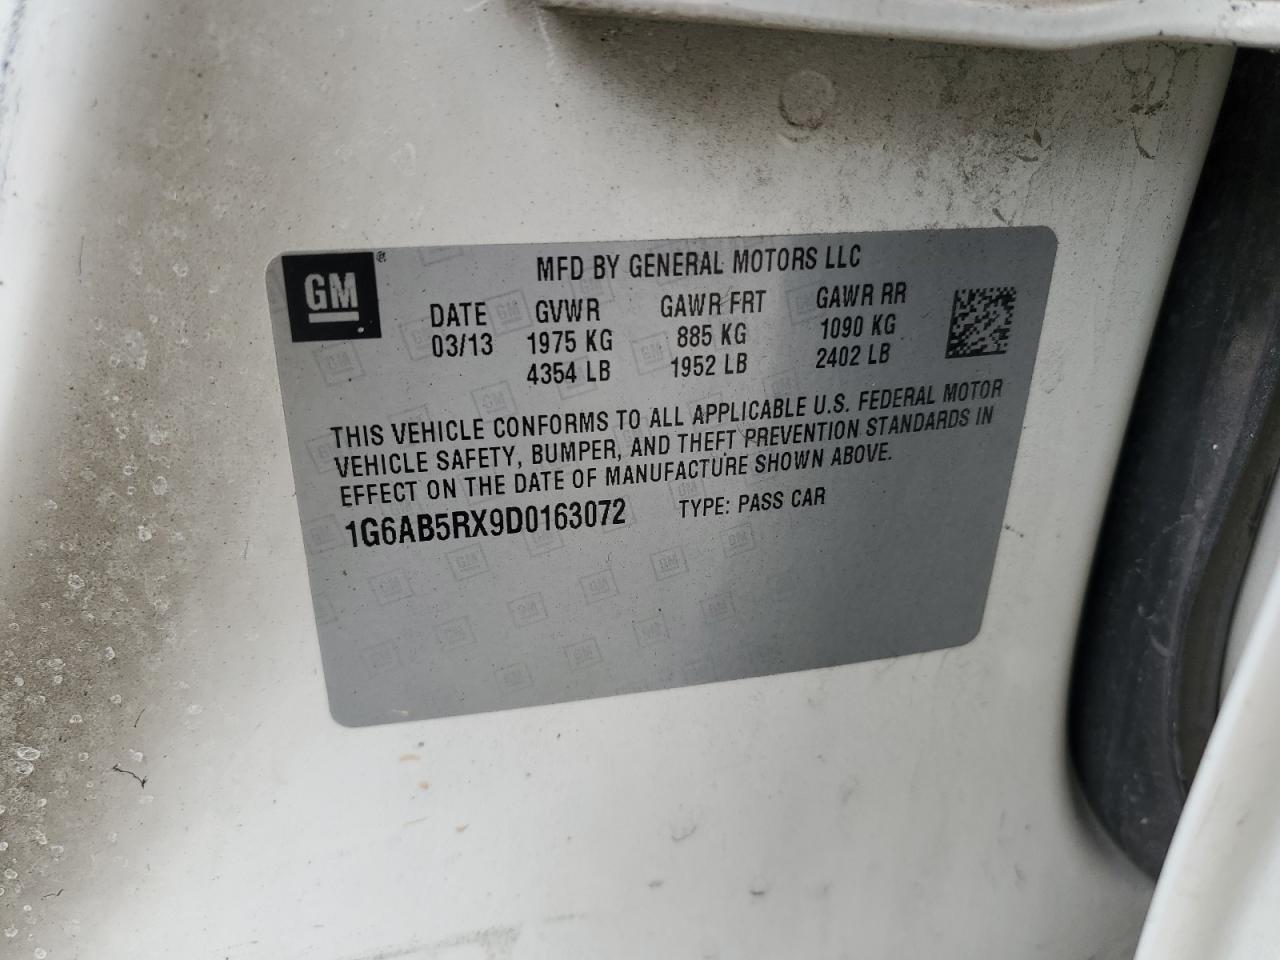 GM ®
MFD BY GENERAL MOTORS LLC
DATE GVWR GAWR FRT GAWR RR
03/13 1975 KG 885 KG 1090 KG
4354 LB 1952 LB 2402 LB
THIS VEHICLE CONFORMS TO ALL APPLICABLE U.S. FEDERAL MOTOR
VEHICLE SAFETY, BUMPER, AND THEFT PREVENTION STANDARDS IN
EFFECT ON THE DATE OF MANUFACTURE SHOWN ABOVE.
1G6AB5RX9D0163072 TYPE: PASS CAR